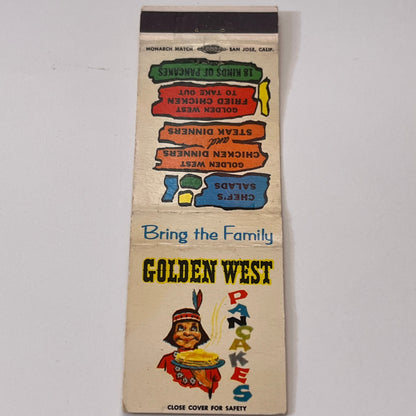 MONARCH MATCH SAN JOSE, CALIF.
18 KINDS OF PANCAKES
GOLDEN WEST
FRIED CHICKEN
TO TAKE OUT
GOLDEN WEST
CHICKEN DINNERS
and
STEAK DINNERS
CHEF'S
SALADS
Bring the Family
GOLDEN WEST
PANCAKES
CLOSE COVER FOR SAFETY